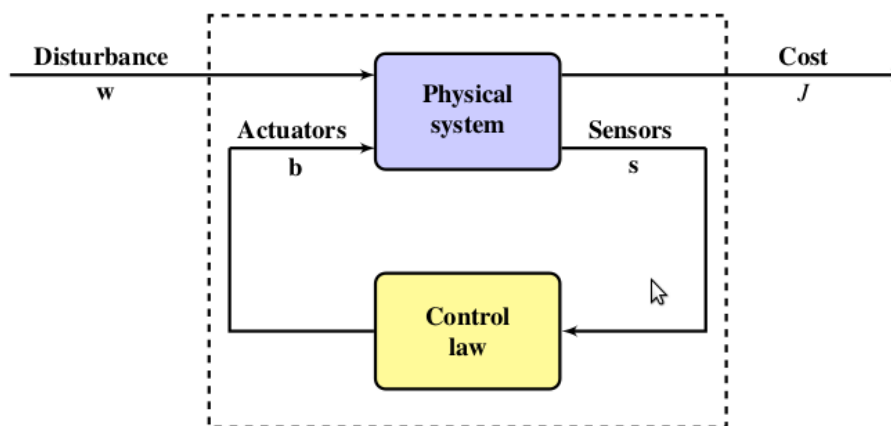 Disturbance
w
Cost
J
Physical
system
Actuators
b
Sensors
s
Control
law